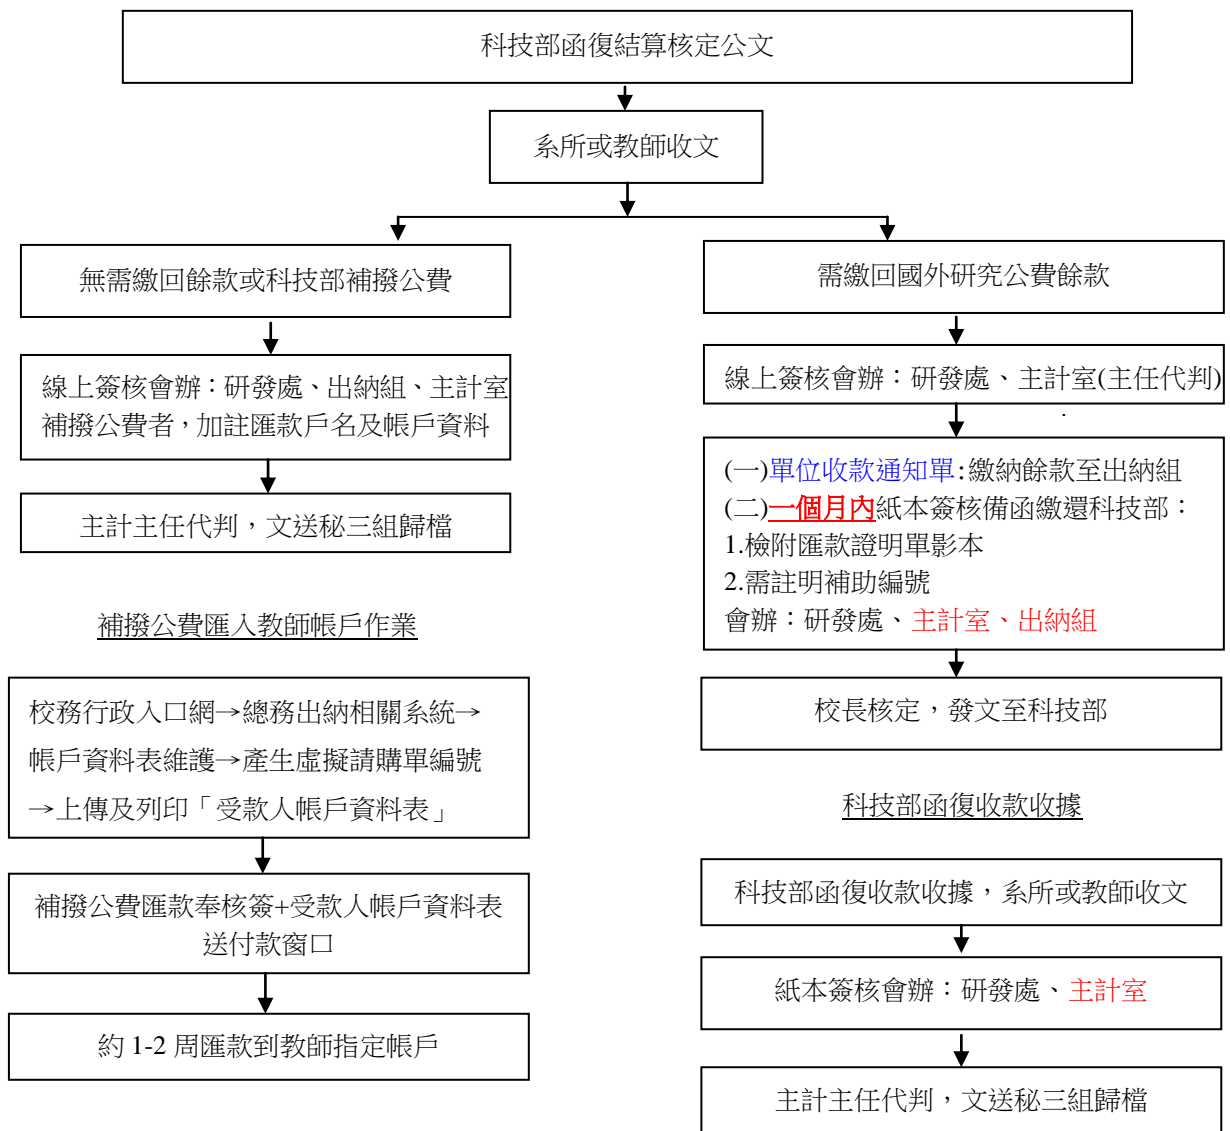 科技部函復結算核定公文
系所或教師收文
無需繳回餘款或科技部補撥公費
線上簽核會辦：研發處、出納組、主計室
補撥公費者，加註匯款戶名及帳戶資料
主計主任代判，文送秘三組歸檔
補撥公費匯入教師帳戶作業
校務行政入口網→總務出納相關系統→
帳戶資料表維護→產生虛擬請購單編號
→上傳及列印「受款人帳戶資料表」
補撥公費匯款奉核簽+受款人帳戶資料表
送付款窗口
約 1-2 周匯款到教師指定帳戶
需繳回國外研究公費餘款
線上簽核會辦：研發處、主計室(主任代判)
(一)單位收款通知單:繳納餘款至出納組
(二)一個月內紙本簽核備函繳還科技部：
1.檢附匯款證明單影本
2.需註明補助編號
會辦：研發處、主計室、出納組
校長核定，發文至科技部
科技部函復收款收據
科技部函復收款收據，系所或教師收文
紙本簽核會辦：研發處、主計室
主計主任代判，文送秘三組歸檔